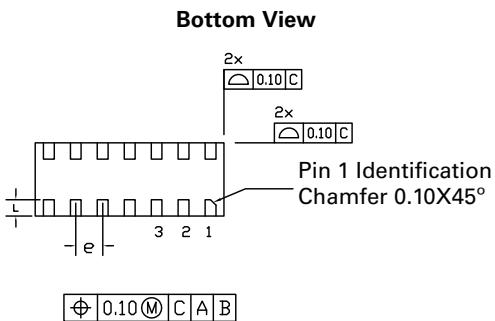 Bottom View
2x
⌓ 0.10 C
2x
⌓ 0.10 C
Pin 1 Identification
Chamfer 0.10X45°
L
3 2 1
e
⌖ 0.10 Ⓜ C A B